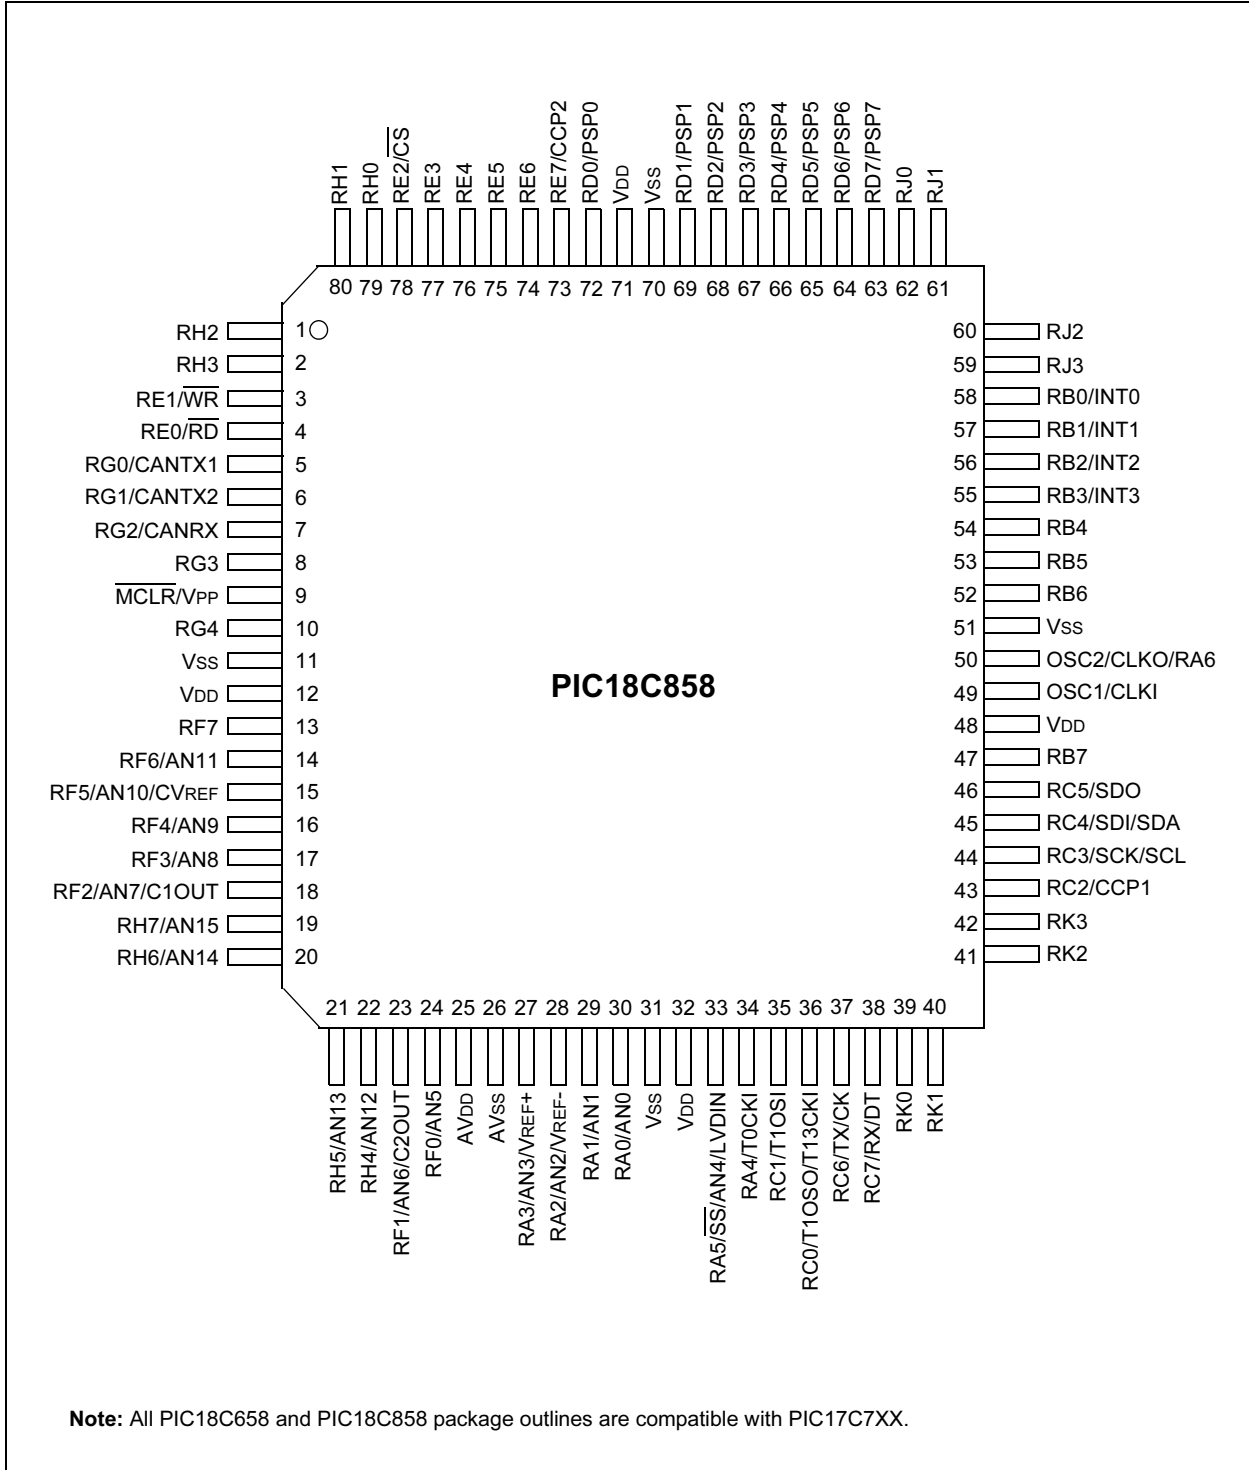 RH1
RH0
RE2/CS
RE3
RE4
RE5
RE6
RE7/CCP2
RD0/PSP0
VDD
VSS
RD1/PSP1
RD2/PSP2
RD3/PSP3
RD4/PSP4
RD5/PSP5
RD6/PSP6
RD7/PSP7
RJ0
RJ1
80 79 78 77 76 75 74 73 72 71 70 69 68 67 66 65 64 63 62 61
RH2 1
RH3 2
RE1/WR 3
RE0/RD 4
RG0/CANTX1 5
RG1/CANTX2 6
RG2/CANRX 7
RG3 8
MCLR/VPP 9
RG4 10
VSS 11
VDD 12
RF7 13
RF6/AN11 14
RF5/AN10/CVREF 15
RF4/AN9 16
RF3/AN8 17
RF2/AN7/C1OUT 18
RH7/AN15 19
RH6/AN14 20
PIC18C858
60 RJ2
59 RJ3
58 RB0/INT0
57 RB1/INT1
56 RB2/INT2
55 RB3/INT3
54 RB4
53 RB5
52 RB6
51 VSS
50 OSC2/CLKO/RA6
49 OSC1/CLKI
48 VDD
47 RB7
46 RC5/SDO
45 RC4/SDI/SDA
44 RC3/SCK/SCL
43 RC2/CCP1
42 RK3
41 RK2
21 22 23 24 25 26 27 28 29 30 31 32 33 34 35 36 37 38 39 40
RH5/AN13
RH4/AN12
RF1/AN6/C2OUT
RF0/AN5
AVDD
AVSS
RA3/AN3/VREF+
RA2/AN2/VREF-
RA1/AN1
RA0/AN0
VSS
VDD
RA5/SS/AN4/LVDIN
RA4/T0CKI
RC1/T1OSI
RC0/T1OSO/T13CKI
RC6/TX/CK
RC7/RX/DT
RK0
RK1
Note: All PIC18C658 and PIC18C858 package outlines are compatible with PIC17C7XX.